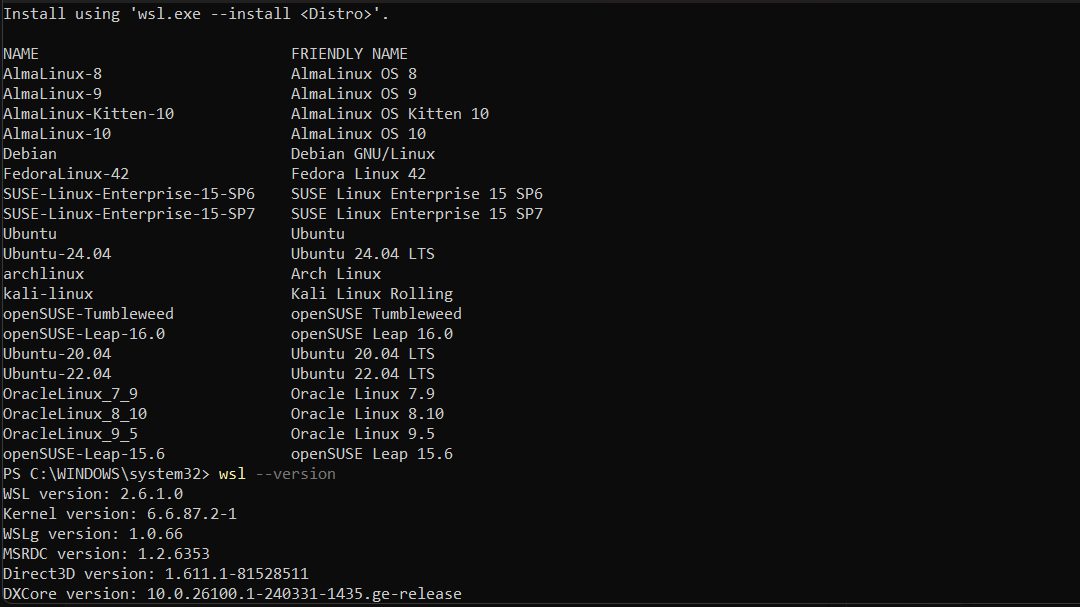 Install using 'wsl.exe --install <Distro>'.
NAME FRIENDLY NAME
AlmaLinux-8 AlmaLinux OS 8
AlmaLinux-9 AlmaLinux OS 9
AlmaLinux-Kitten-10 AlmaLinux OS Kitten 10
AlmaLinux-10 AlmaLinux OS 10
Debian Debian GNU/Linux
FedoraLinux-42 Fedora Linux 42
SUSE-Linux-Enterprise-15-SP6 SUSE Linux Enterprise 15 SP6
SUSE-Linux-Enterprise-15-SP7 SUSE Linux Enterprise 15 SP7
Ubuntu Ubuntu
Ubuntu-24.04 Ubuntu 24.04 LTS
archlinux Arch Linux
kali-linux Kali Linux Rolling
openSUSE-Tumbleweed openSUSE Tumbleweed
openSUSE-Leap-16.0 openSUSE Leap 16.0
Ubuntu-20.04 Ubuntu 20.04 LTS
Ubuntu-22.04 Ubuntu 22.04 LTS
OracleLinux_7_9 Oracle Linux 7.9
OracleLinux_8_10 Oracle Linux 8.10
OracleLinux_9_5 Oracle Linux 9.5
openSUSE-Leap-15.6 openSUSE Leap 15.6
PS C:\WINDOWS\system32> wsl --version
WSL version: 2.6.1.0
Kernel version: 6.6.87.2-1
WSLg version: 1.0.66
MSRDC version: 1.2.6353
Direct3D version: 1.611.1-81528511
DXCore version: 10.0.26100.1-240331-1435.ge-release